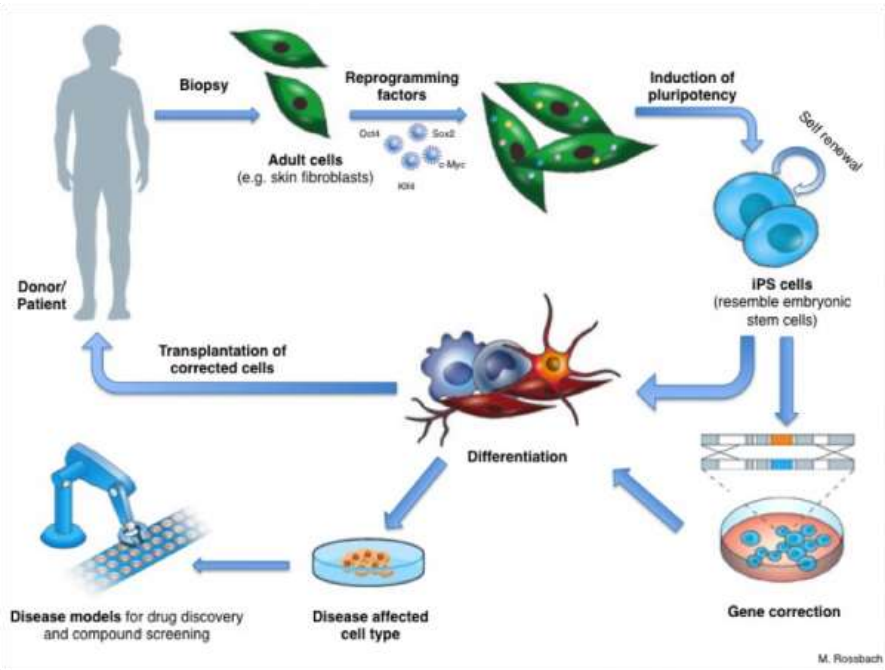 Biopsy
Reprogramming
factors
Induction of
pluripotency
Oct4
Sox2
c-Myc
Klf4
Adult cells
(e.g. skin fibroblasts)
Self renewal
iPS cells
(resemble embryonic
stem cells)
Donor/
Patient
Transplantation of
corrected cells
Differentiation
Gene correction
Disease models for drug discovery
and compound screening
Disease affected
cell type
M. Rossbach